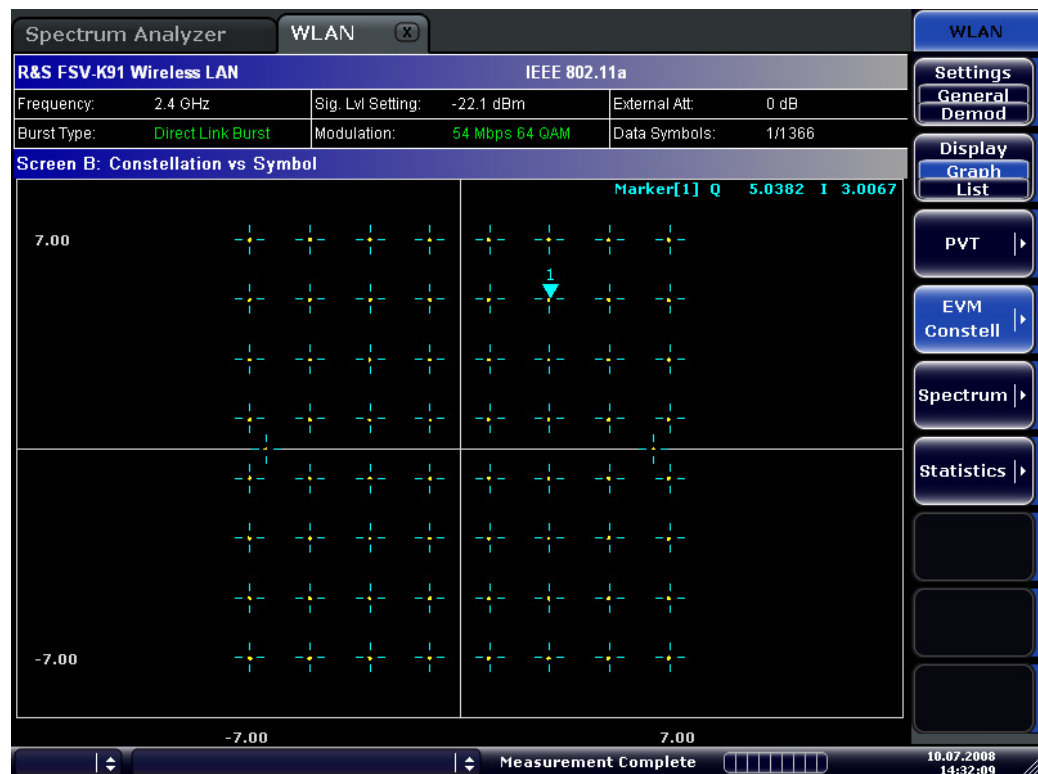 Spectrum Analyzer WLAN X WLAN
R&S FSV-K91 Wireless LAN IEEE 802.11a
Frequency: 2.4 GHz Sig. Lvl Setting: -22.1 dBm External Att: 0 dB
Burst Type: Direct Link Burst Modulation: 54 Mbps 64 QAM Data Symbols: 1/1366
Screen B: Constellation vs Symbol
Marker[1] Q 5.0382 I 3.0067
7.00
1
-7.00
-7.00 7.00
Settings
General
Demod
Display
Graph
List
PVT
EVM
Constell
Spectrum
Statistics
Measurement Complete
10.07.2008
14:32:09